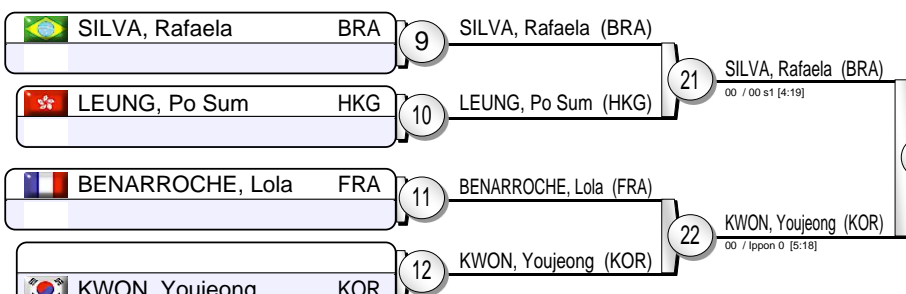 SILVA, Rafaela BRA
9
SILVA, Rafaela (BRA)
21
SILVA, Rafaela (BRA)
00 / 00 s1 [4:19]
LEUNG, Po Sum HKG
10
LEUNG, Po Sum (HKG)
BENARROCHE, Lola FRA
11
BENARROCHE, Lola (FRA)
22
KWON, Youjeong (KOR)
00 / Ippon 0 [5:18]
12
KWON, Youjeong (KOR)
KWON, Youjeong KOR